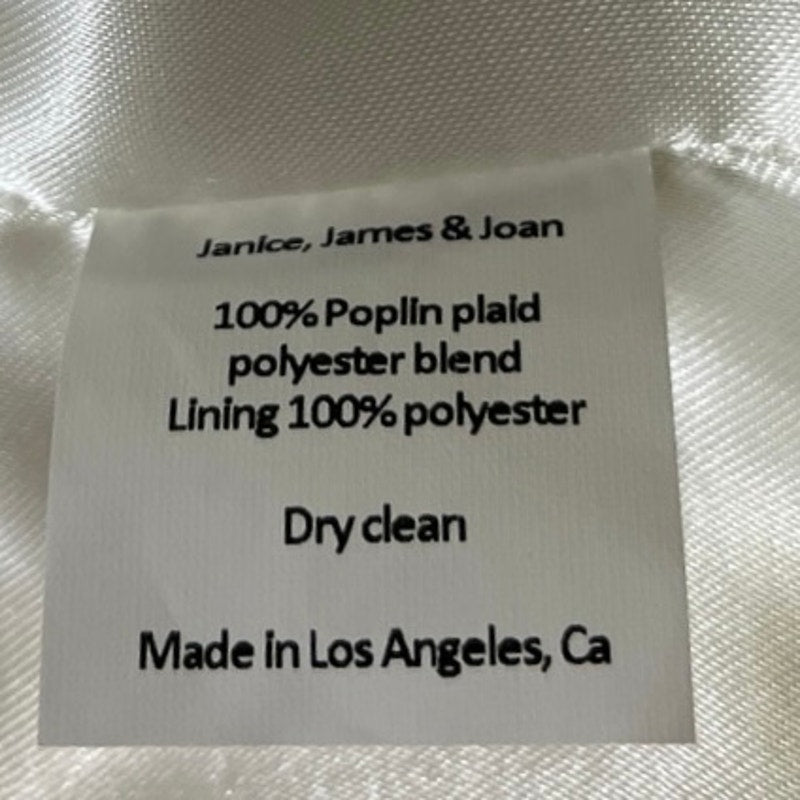 Janice, James & Joan
100% Poplin plaid
polyester blend
Lining 100% polyester
Dry clean
Made in Los Angeles, Ca